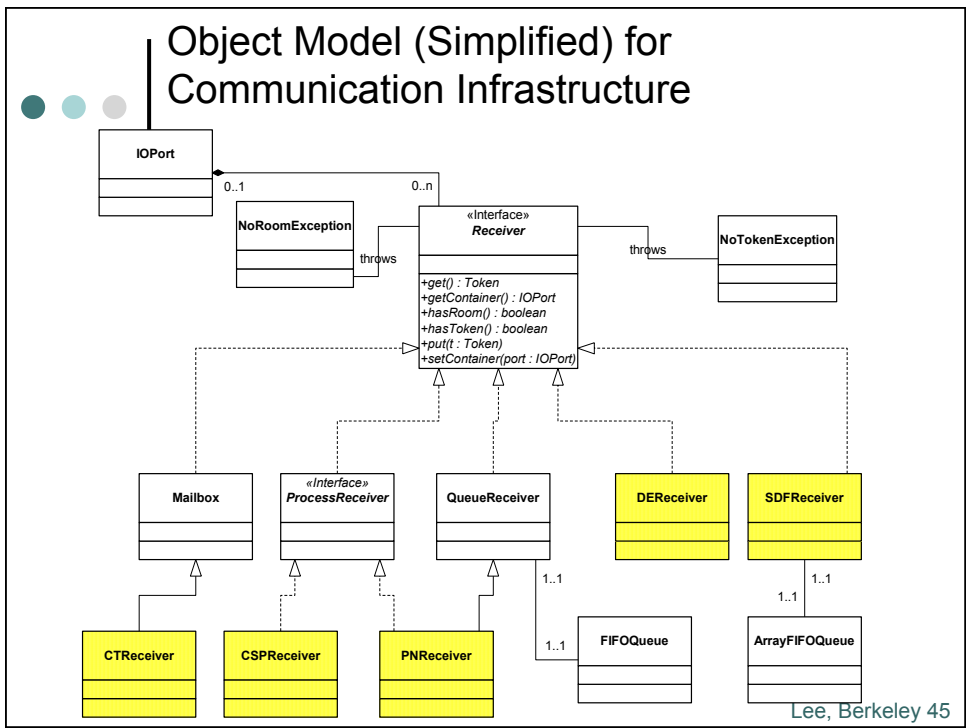 Object Model (Simplified) for
Communication Infrastructure
IOPort
0..1
0..n
NoRoomException
throws
«Interface»
Receiver
+get() : Token
+getContainer() : IOPort
+hasRoom() : boolean
+hasToken() : boolean
+put(t : Token)
+setContainer(port : IOPort)
throws
NoTokenException
Mailbox
«Interface»
ProcessReceiver
QueueReceiver
DEReceiver
SDFReceiver
1..1
1..1
1..1
1..1
CTReceiver
CSPReceiver
PNReceiver
FIFOQueue
ArrayFIFOQueue
Lee, Berkeley 45